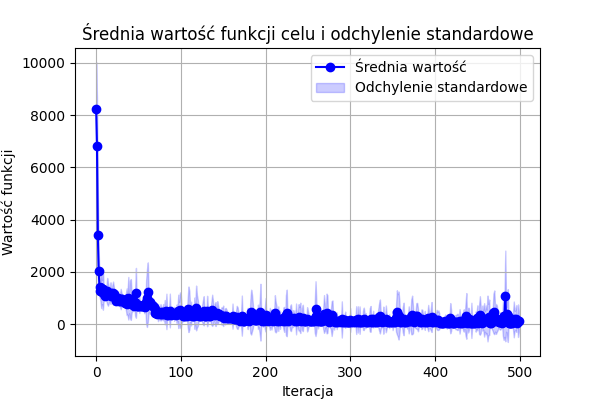 Średnia wartość funkcji celu i odchylenie standardowe
Średnia wartość
Odchylenie standardowe
Wartość funkcji
10000
8000
6000
4000
2000
0
0 100 200 300 400 500
Iteracja